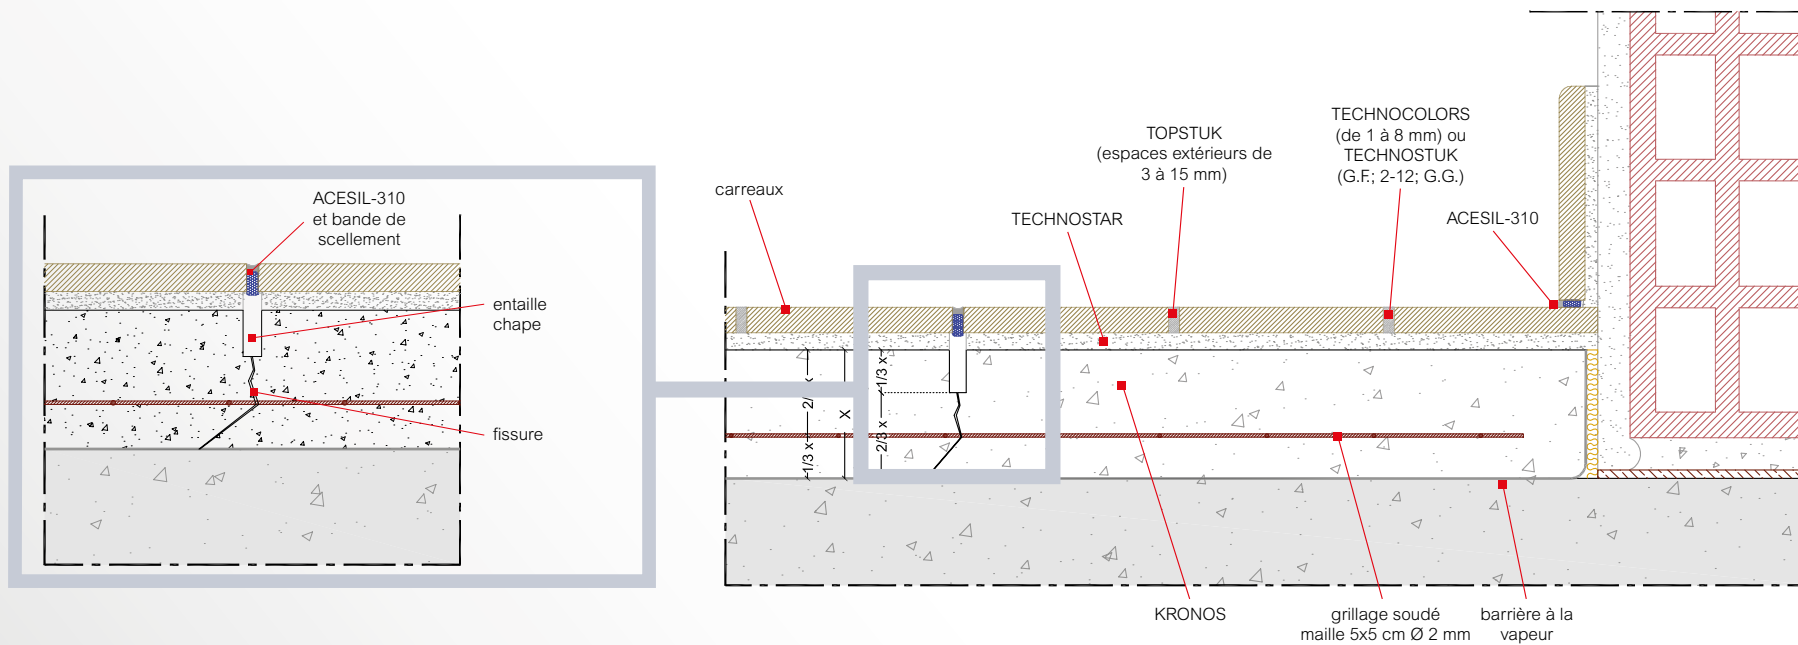 ACESIL-310
et bande de
scellement
entaille
chape
fissure
carreaux
TECHNOSTAR
TOPSTUK
(espaces extérieurs de
3 à 15 mm)
TECHNOCOLORS
(de 1 à 8 mm) ou
TECHNOSTUK
(G.F.; 2-12; G.G.)
ACESIL-310
1/3 x
2/
X
1/3 x
2/3 x
KRONOS
grillage soudé
maille 5x5 cm Ø 2 mm
barrière à la
vapeur